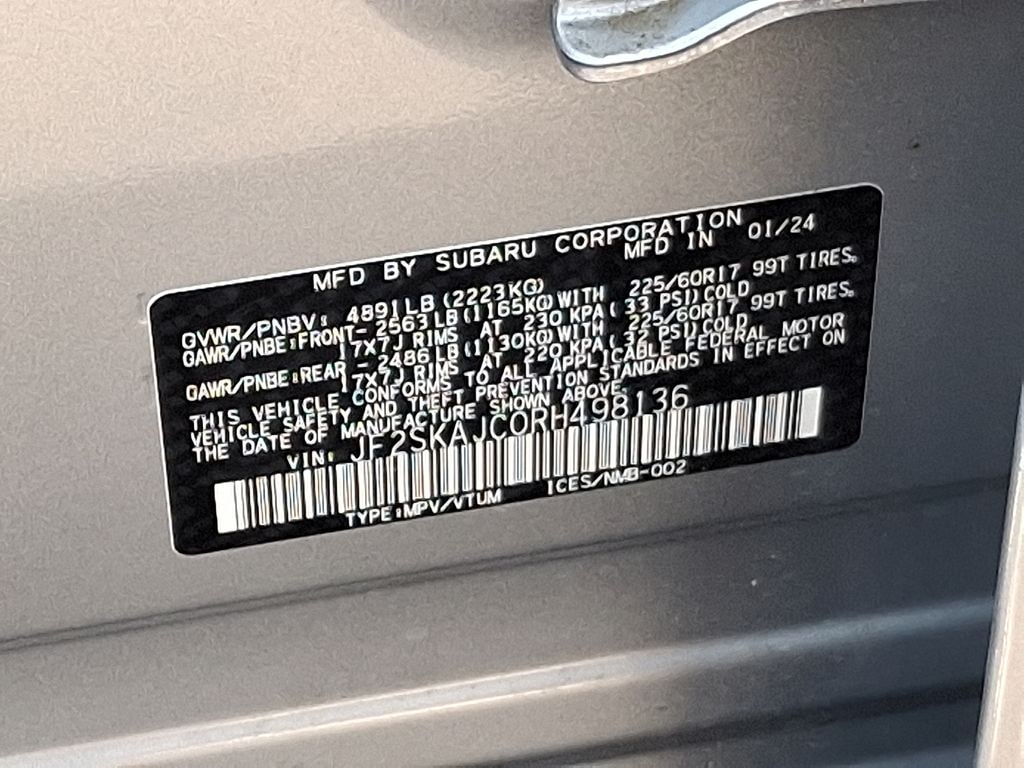 MFD BY SUBARU CORPORATION
MFD IN 01/24
GVWR/PNBV: 4891LB(2223KG)
GAWR/PNBE:FRONT- 2563LB(1165KG)WITH 225/60R17 99T TIRES.
17X7J RIMS AT 230 KPA( 33 PSI)COLD
GAWR/PNBE:REAR - 2486LB(1130KG)WITH 225/60R17 99T TIRES.
17X7J RIMS AT 220 KPA( 32 PSI)COLD
THIS VEHICLE CONFORMS TO ALL APPLICABLE FEDERAL MOTOR
VEHICLE SAFETY AND THEFT PREVENTION STANDARDS IN EFFECT ON
THE DATE OF MANUFACTURE SHOWN ABOVE.
VIN: JF2SKAJC0RH498136
TYPE:MPV/VTUM ICES/NMB-002